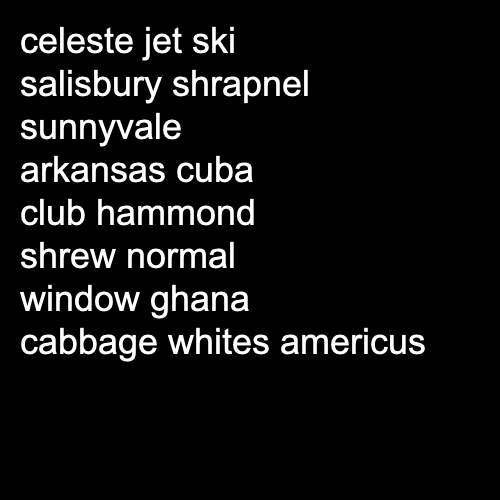 celeste jet ski
salisbury shrapnel
sunnyvale
arkansas cuba
club hammond
shrew normal
window ghana
cabbage whites americus